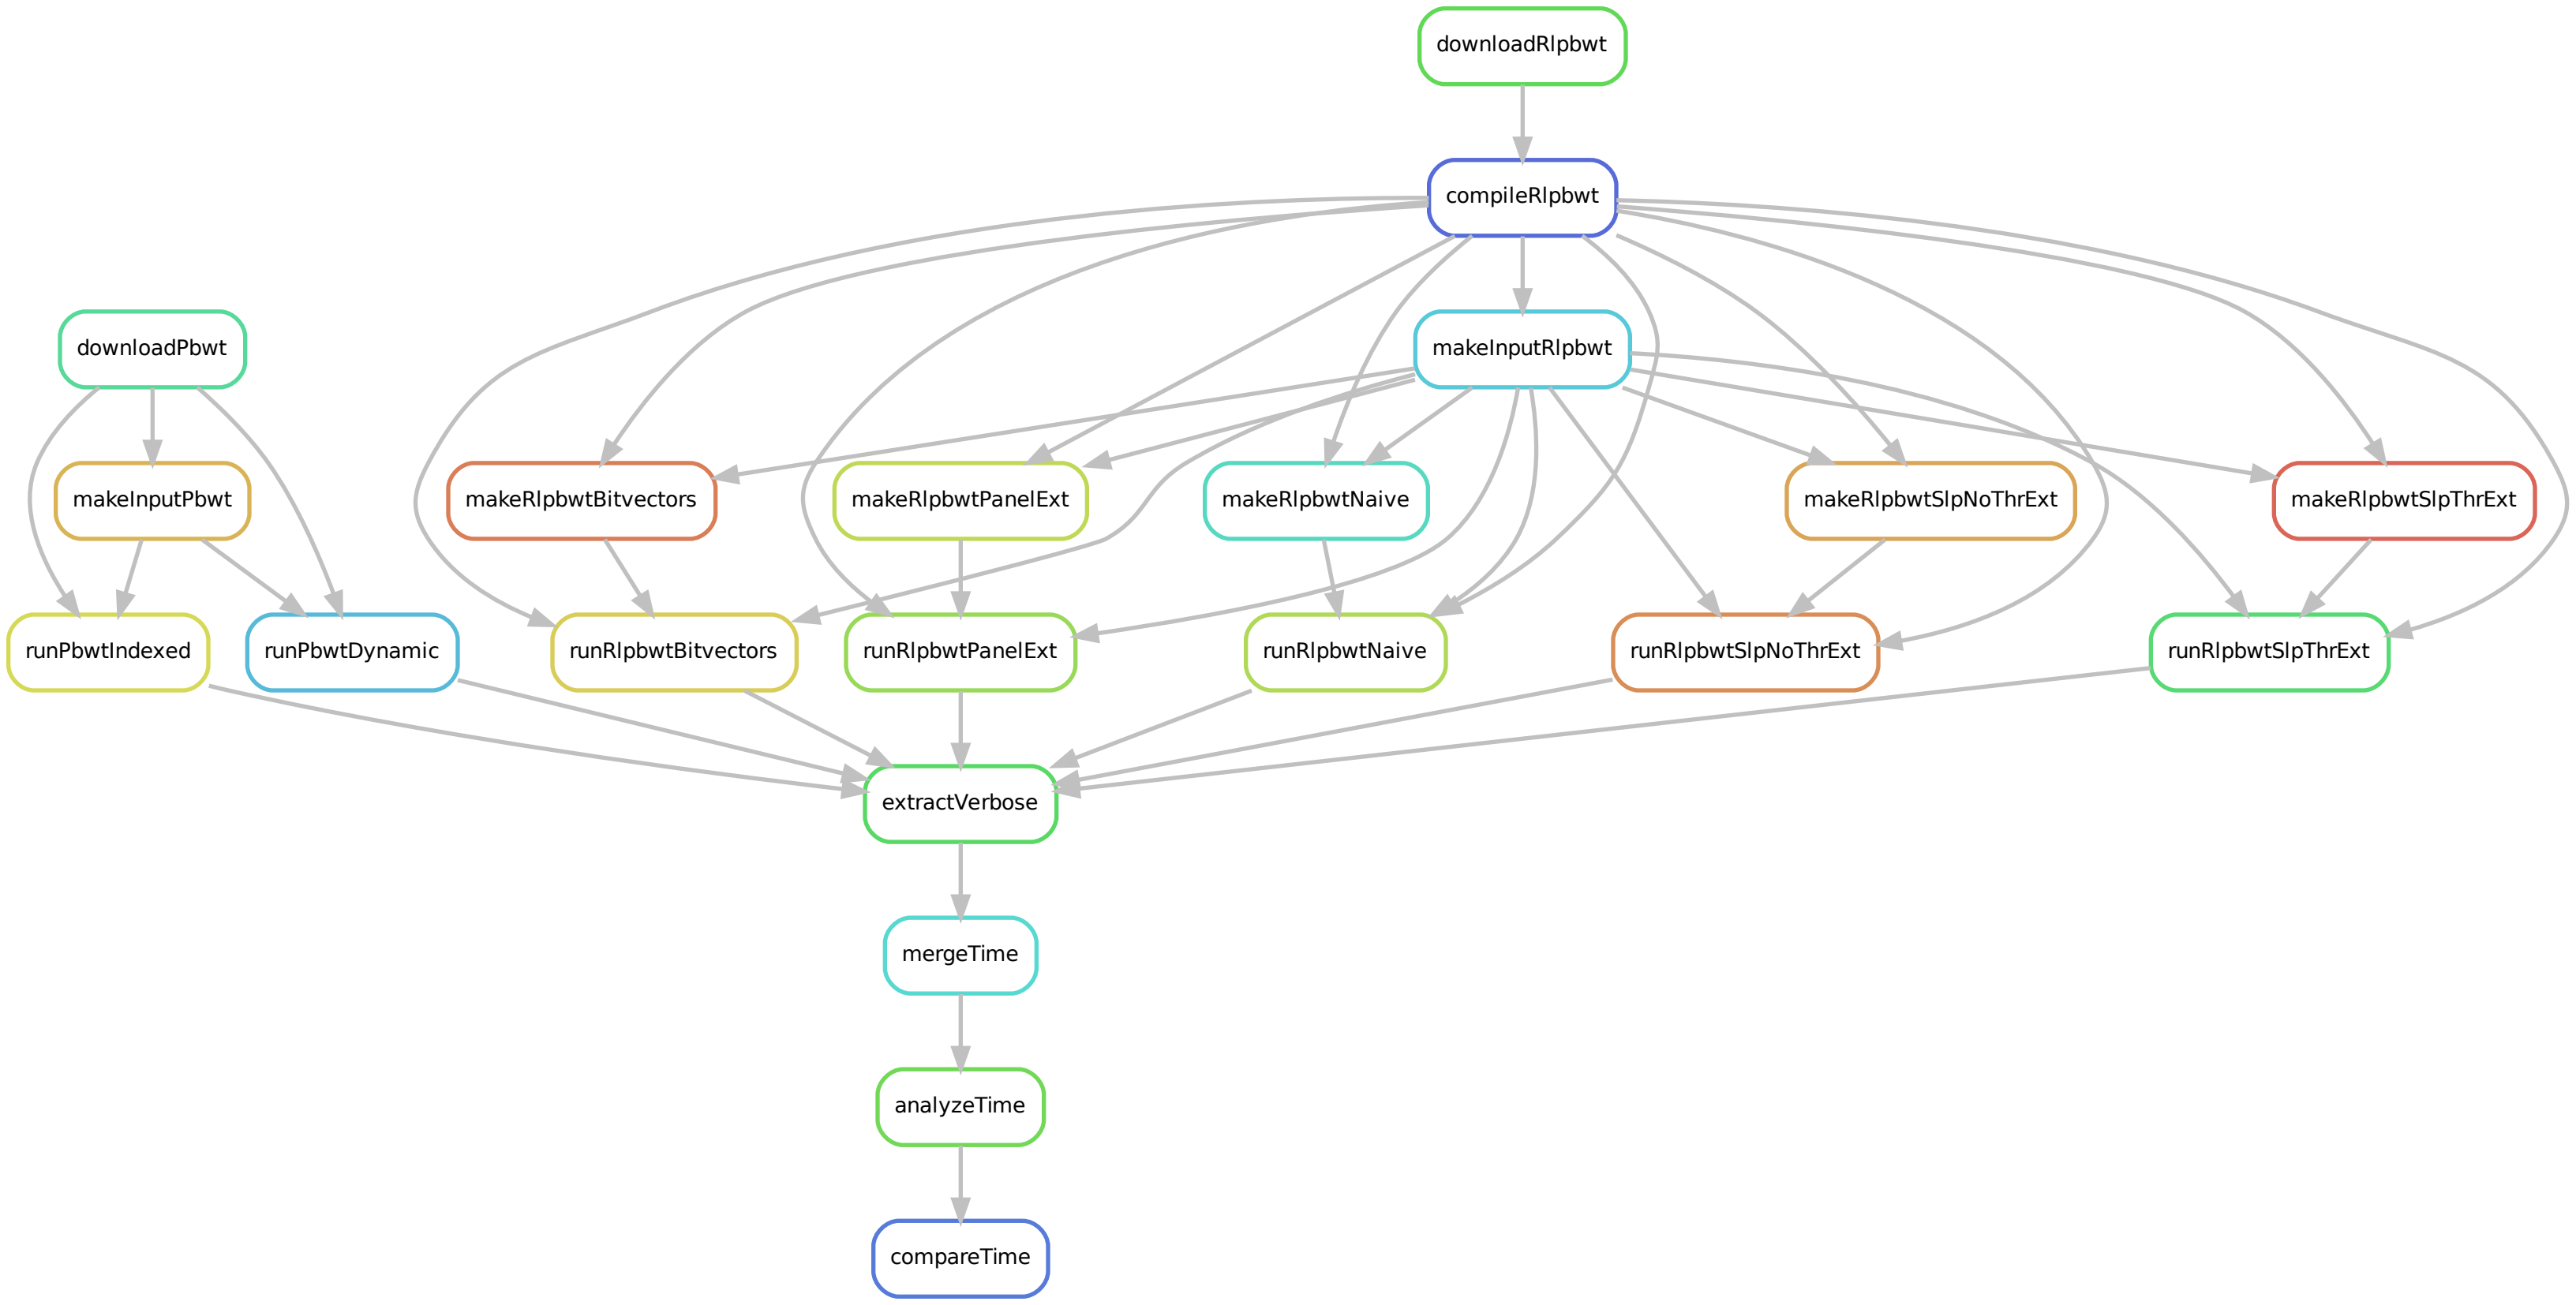 downloadRlpbwt
compileRlpbwt
downloadPbwt
makeInputRlpbwt
makeInputPbwt
makeRlpbwtBitvectors
makeRlpbwtPanelExt
makeRlpbwtNaive
makeRlpbwtSlpNoThrExt
makeRlpbwtSlpThrExt
runPbwtIndexed
runPbwtDynamic
runRlpbwtBitvectors
runRlpbwtPanelExt
runRlpbwtNaive
runRlpbwtSlpNoThrExt
runRlpbwtSlpThrExt
extractVerbose
mergeTime
analyzeTime
compareTime